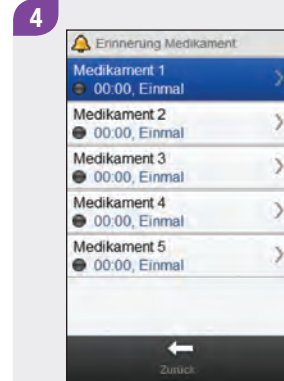 4
Erinnerung Medikament
Medikament 1
00:00, Einmal
Medikament 2
00:00, Einmal
Medikament 3
00:00, Einmal
Medikament 4
00:00, Einmal
Medikament 5
00:00, Einmal
Zurück